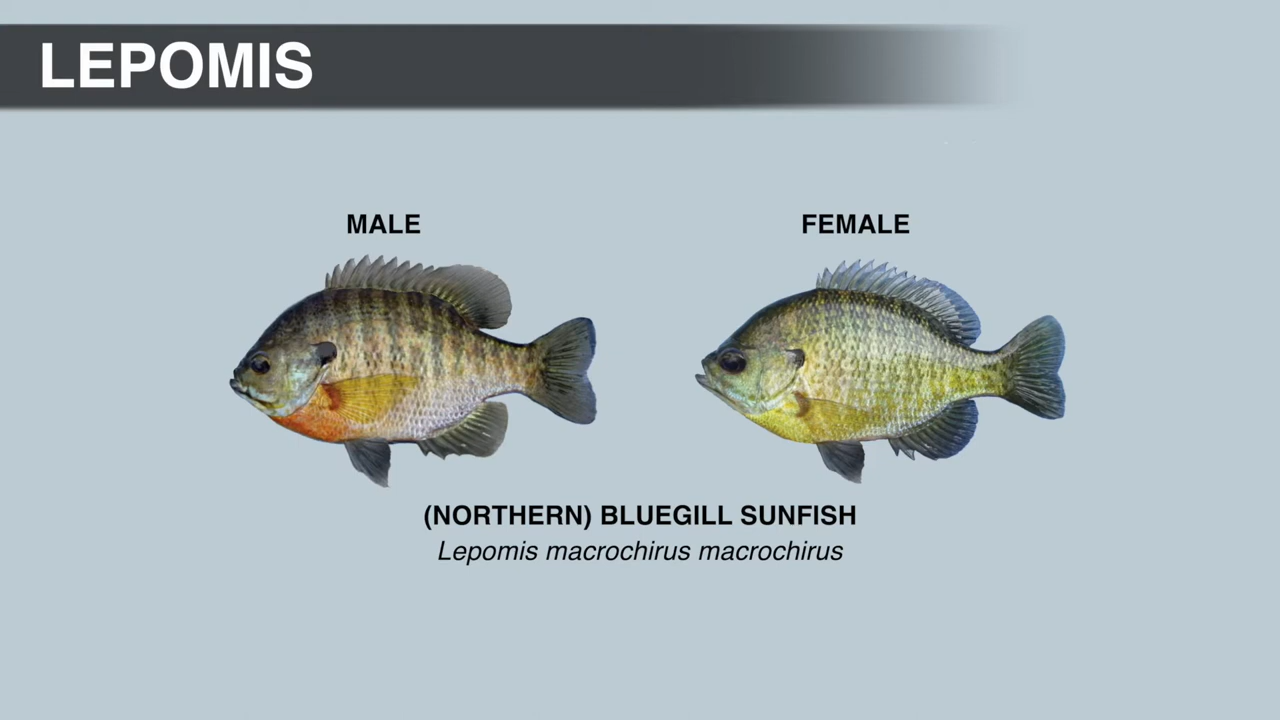 LEPOMIS
MALE
FEMALE
(NORTHERN) BLUEGILL SUNFISH
Lepomis macrochirus macrochirus